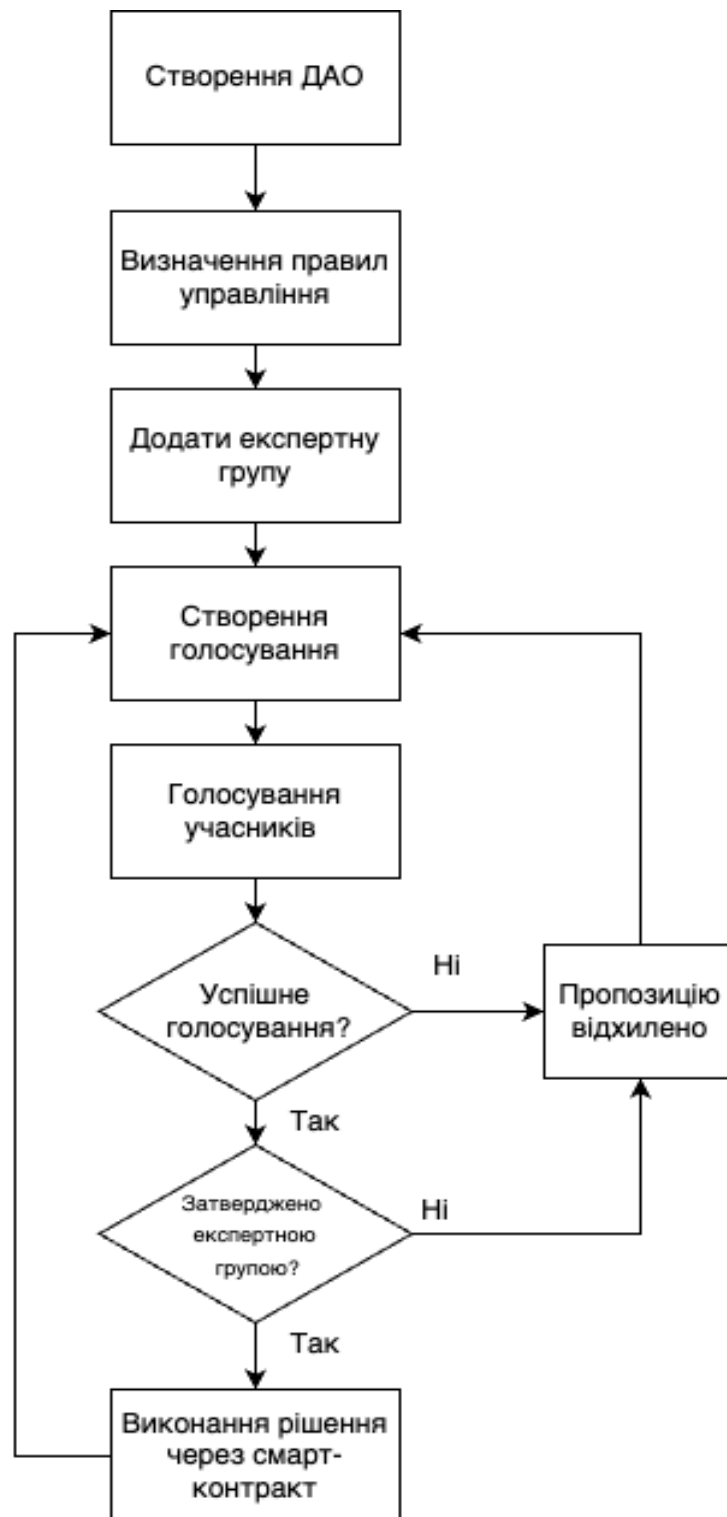 Створення ДАО
Визначення правил
управління
Додати експертну
групу
Створення
голосування
Голосування
учасників
Успішне
голосування?
Ні
Пропозицію
відхилено
Так
Затверджено
експертною
групою?
Ні
Так
Виконання рішення
через смарт-
контракт